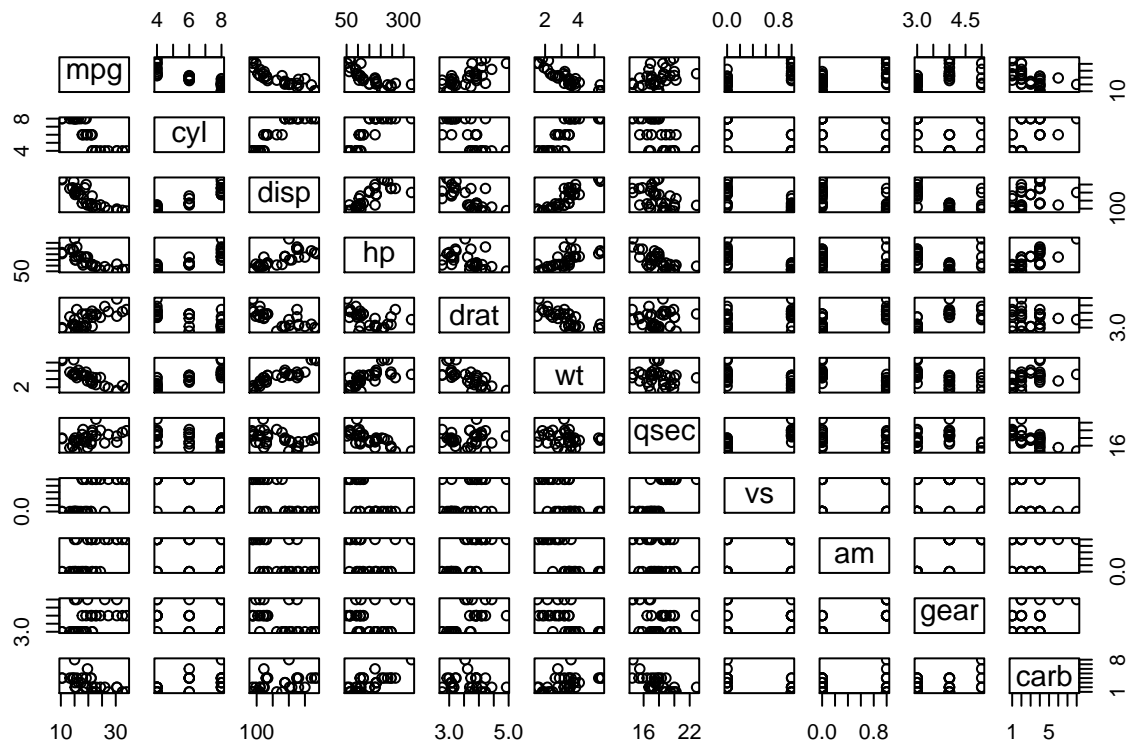 4 6 8 50 300 2 4 0.0 0.8 3.0 4.5
mpg 10
4 8 cyl
disp 100
50 hp
drat 3.0
2 wt
qsec 16
0.0 vs
am 0.0
3.0 gear
carb 1 8
10 30 100 3.0 5.0 16 22 0.0 0.8 1 5